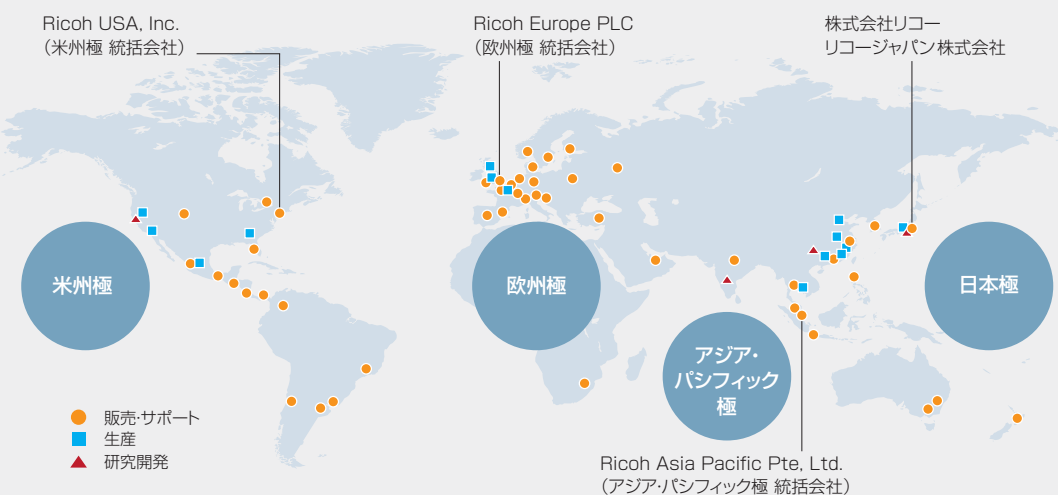 Ricoh USA, Inc.
（米州極 統括会社）
Ricoh Europe PLC
（欧州極 統括会社）
株式会社リコー
リコージャパン株式会社
米州極
欧州極
日本極
アジア・
パシフィック
極
販売・サポート
生産
研究開発
Ricoh Asia Pacific Pte, Ltd.
（アジア・パシフィック極 統括会社）